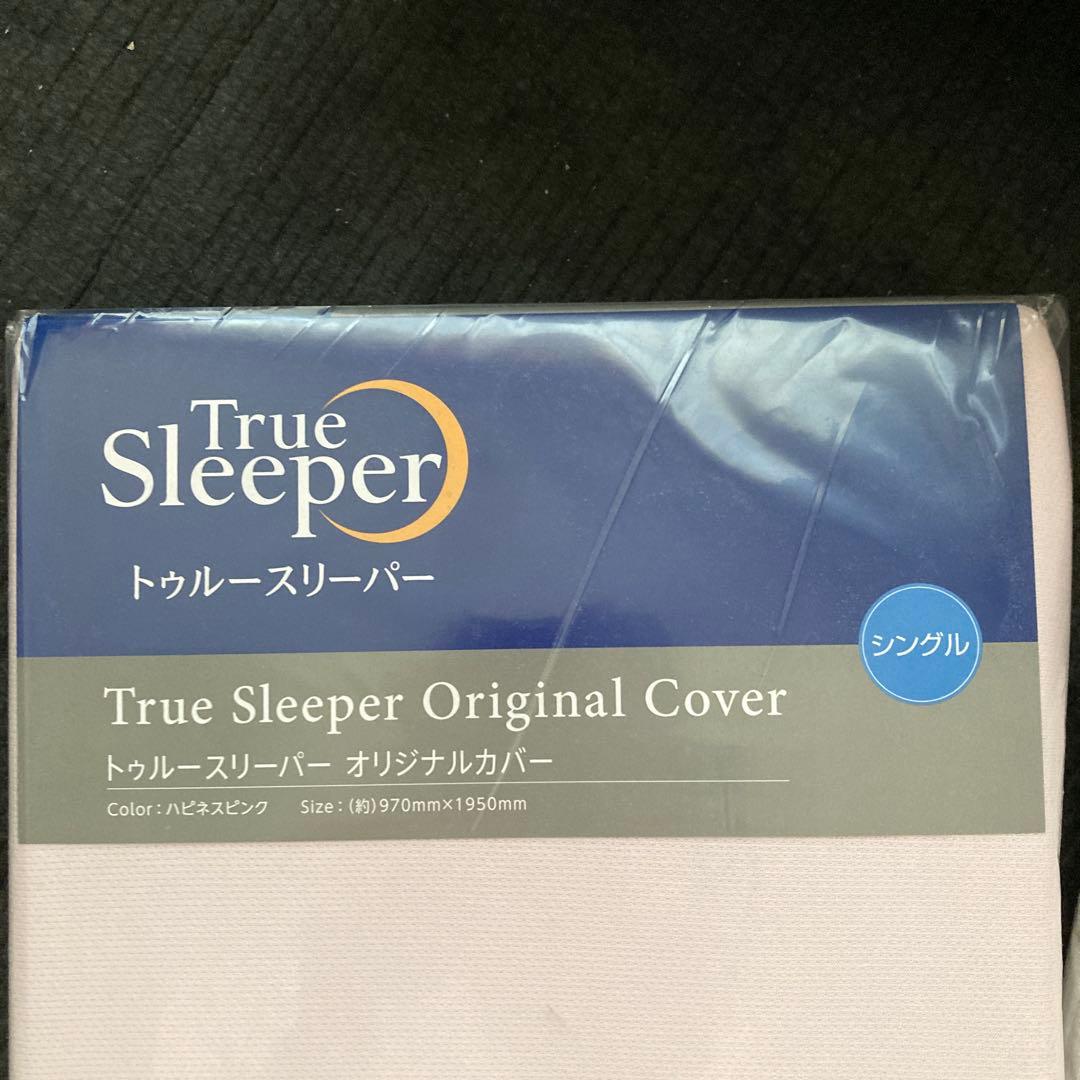 True
Sleeper
トゥルースリーパー
シングル
True Sleeper Original Cover
トゥルースリーパー オリジナルカバー
Color：ハピネスピンク Size：（約）970mm×1950mm